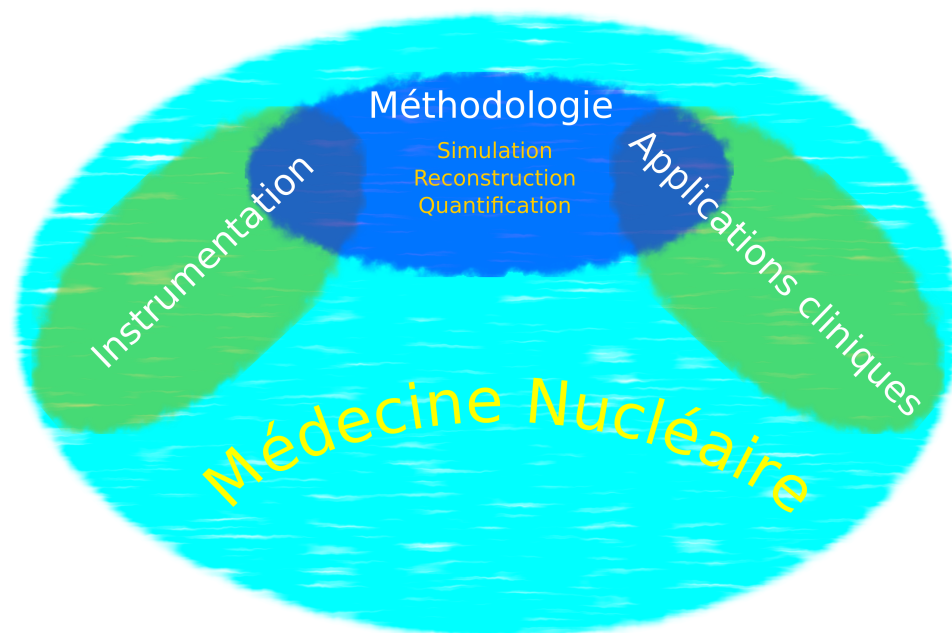 Méthodologie
Simulation
Reconstruction
Quantification
Instrumentation
Applications cliniques
Médecine Nucléaire